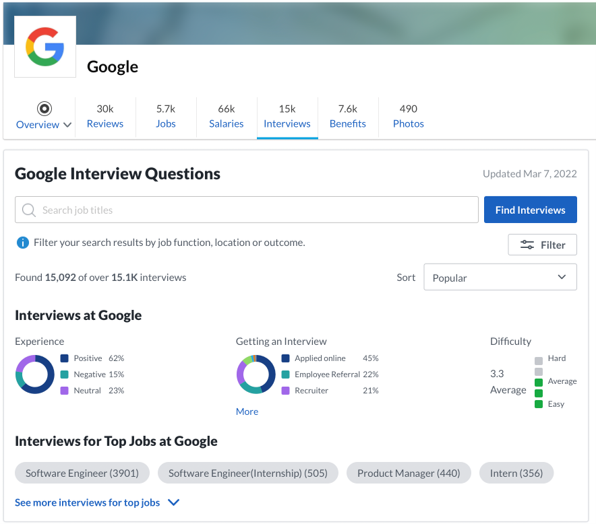 Google
30k 5.7k 66k 15k 7.6k 490
Overview Reviews Jobs Salaries Interviews Benefits Photos
Google Interview Questions Updated Mar 7, 2022
Search job titles Find Interviews
Filter your search results by job function, location or outcome. Filter
Found 15,092 of over 15.1K interviews Sort Popular
Interviews at Google
Experience Getting an Interview Difficulty
Positive 62% Applied online 45% Hard
Negative 15% Employee Referral 22% 3.3 Average
Neutral 23% Recruiter 21% Average Easy
More
Interviews for Top Jobs at Google
Software Engineer (3901) Software Engineer(Internship) (505) Product Manager (440) Intern (356)
See more interviews for top jobs